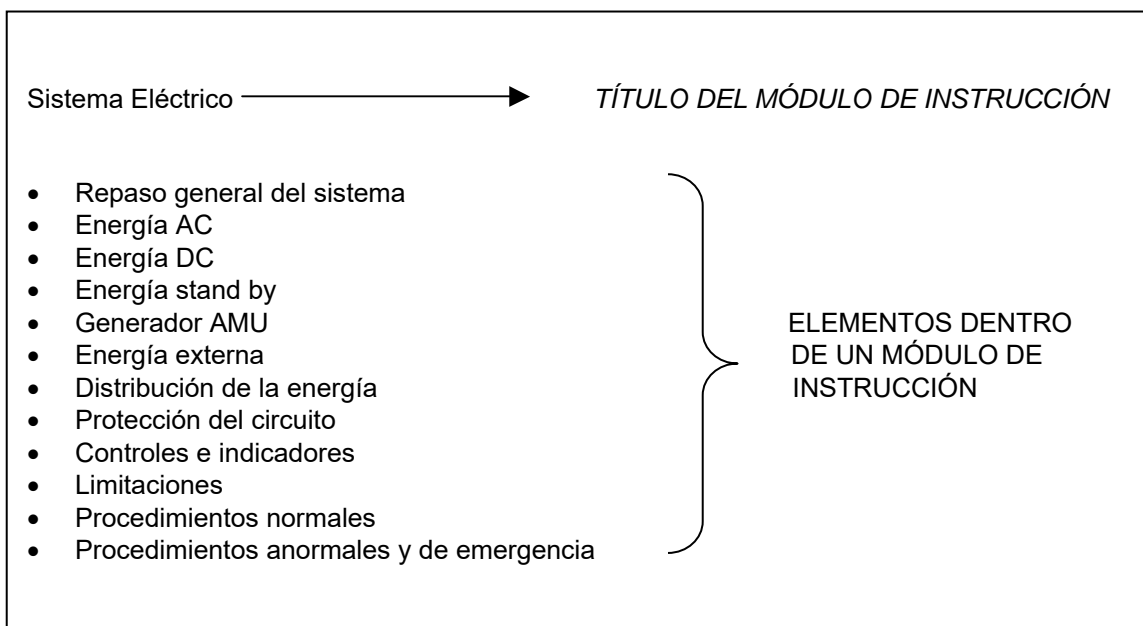 Sistema Eléctrico TÍTULO DEL MÓDULO DE INSTRUCCIÓN
• Repaso general del sistema
• Energía AC
• Energía DC
• Energía stand by
• Generador AMU
• Energía externa
• Distribución de la energía
• Protección del circuito
• Controles e indicadores
• Limitaciones
• Procedimientos normales
• Procedimientos anormales y de emergencia
ELEMENTOS DENTRO
DE UN MÓDULO DE
INSTRUCCIÓN